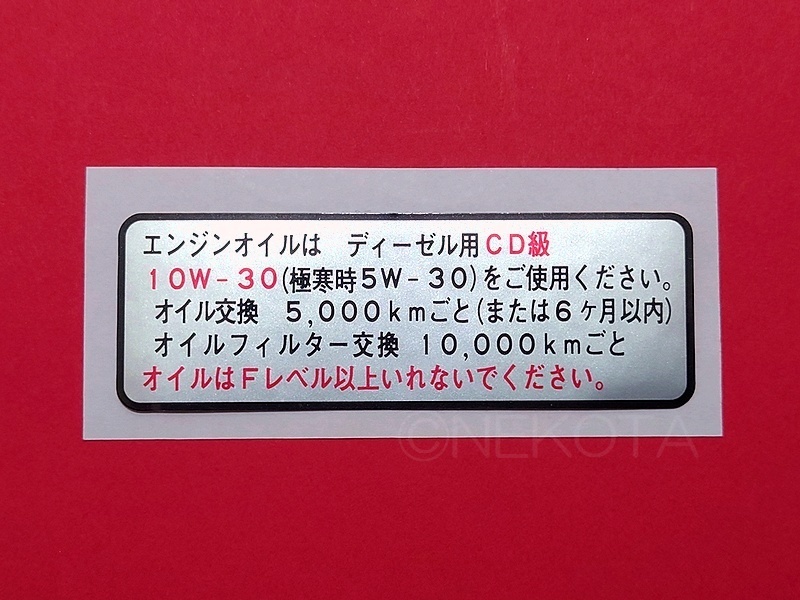 エンジンオイルは　ディーゼル用ＣＤ級
１０Ｗ－３０(極寒時５Ｗ－３０)をご使用ください。
オイル交換　５,０００ｋｍごと(または６ヶ月以内)
オイルフィルター交換　１０,０００ｋｍごと
オイルはＦレベル以上いれないでください。
©NEKOTA